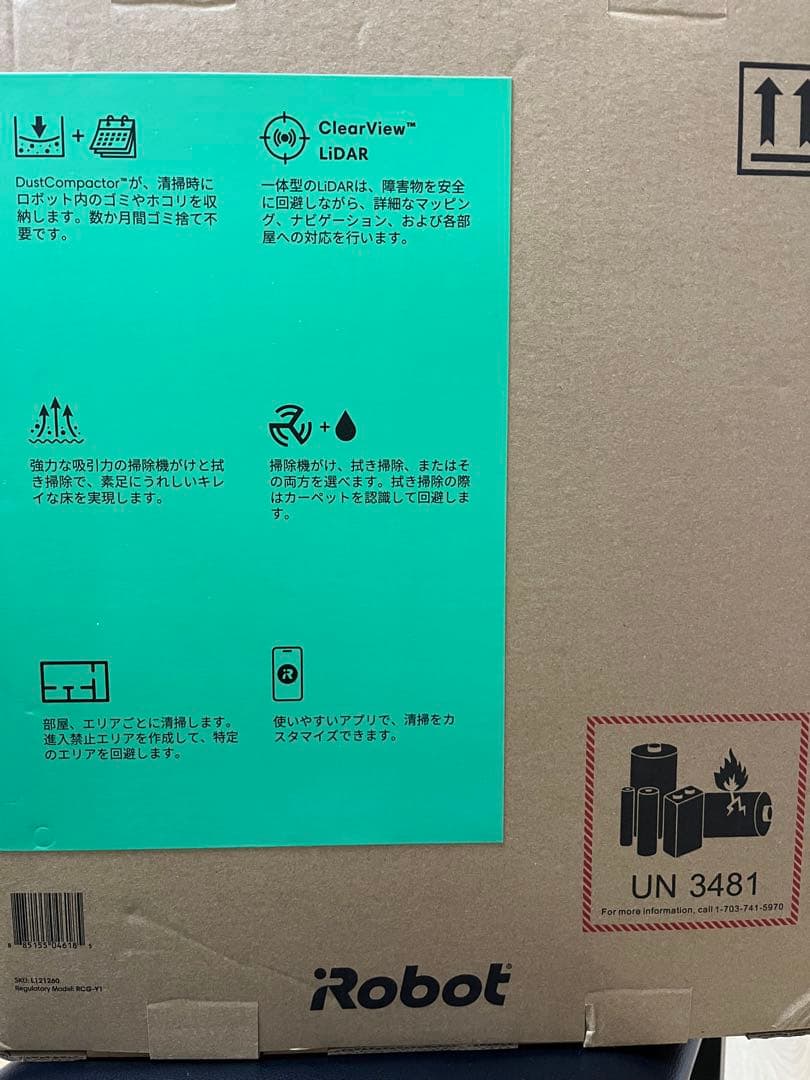 DustCompactor™が、清掃時に
ロボット内のゴミやホコリを収
納します。数か月間ゴミ捨て不
要です。
ClearView™
LiDAR
一体型のLiDARは、障害物を安全
に回避しながら、詳細なマッピン
グ、ナビゲーション、および各部
屋への対応を行います。
強力な吸引力の掃除機がけと拭
き掃除で、素足にうれしいキレ
イな床を実現します。
掃除機がけ、拭き掃除、またはそ
の両方を選べます。拭き掃除の際
はカーペットを認識して回避しま
す。
部屋、エリアごとに清掃します。
進入禁止エリアを作成して、特定
のエリアを回避します。
使いやすいアプリで、清掃をカ
スタマイズできます。
UN 3481
For more information, call 1-703-741-5970
8 85155 04618 5
SKU: L121260
Regulatory Model: RCG-Y1
iRobot®